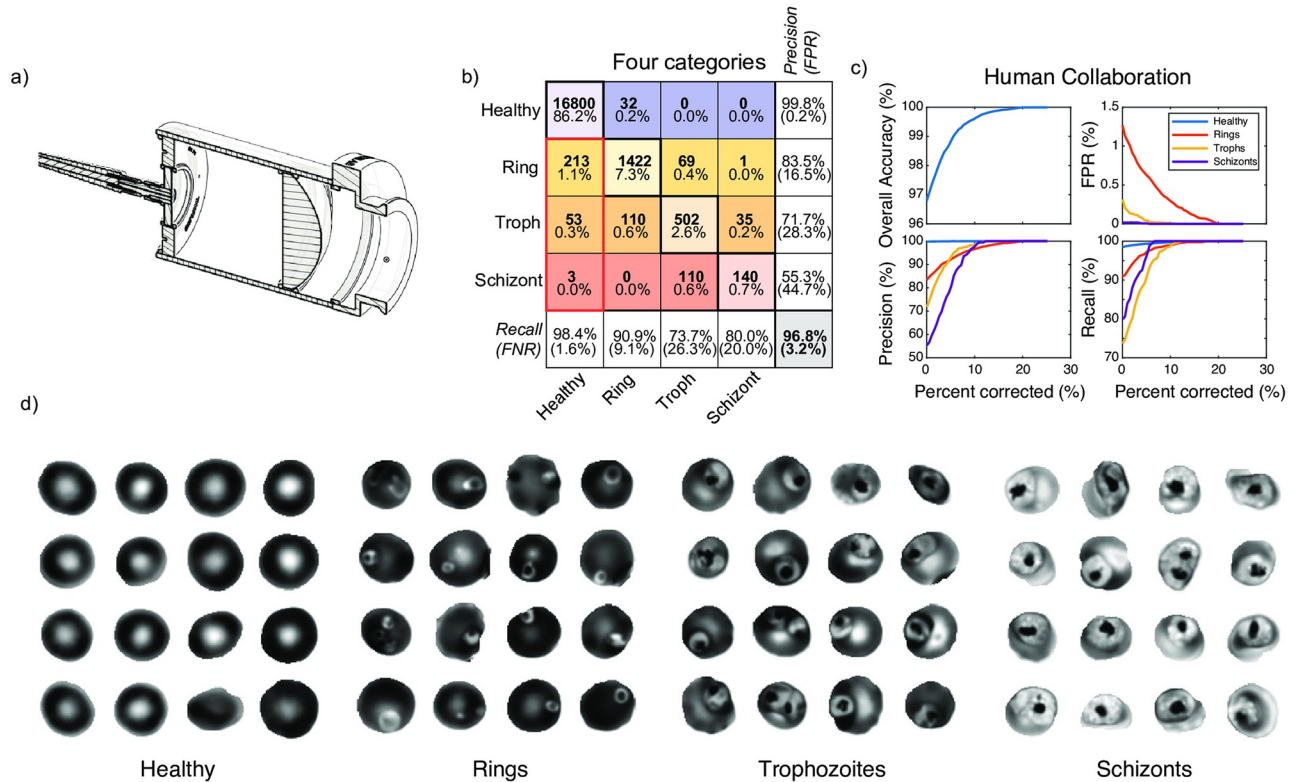 a)
b)
Four categories
Precision
(FPR)
Healthy
16800
86.2%
32
0.2%
0
0.0%
0
0.0%
99.8%
(0.2%)
Ring
213
1.1%
1422
7.3%
69
0.4%
1
0.0%
83.5%
(16.5%)
Troph
53
0.3%
110
0.6%
502
2.6%
35
0.2%
71.7%
(28.3%)
Schizont
3
0.0%
0
0.0%
110
0.6%
140
0.7%
55.3%
(44.7%)
Recall
(FNR)
98.4%
(1.6%)
90.9%
(9.1%)
73.7%
(26.3%)
80.0%
(20.0%)
96.8%
(3.2%)
Healthy
Ring
Troph
Schizont
c)
Human Collaboration
Overall Accuracy (%)
100
99
98
97
96
FPR (%)
1.5
1
0.5
0
Healthy
Rings
Trophs
Schizonts
Precision (%)
100
90
80
70
60
50
0
10
20
30
Percent corrected (%)
Recall (%)
100
90
80
70
0
10
20
30
Percent corrected (%)
d)
Healthy
Rings
Trophozoites
Schizonts